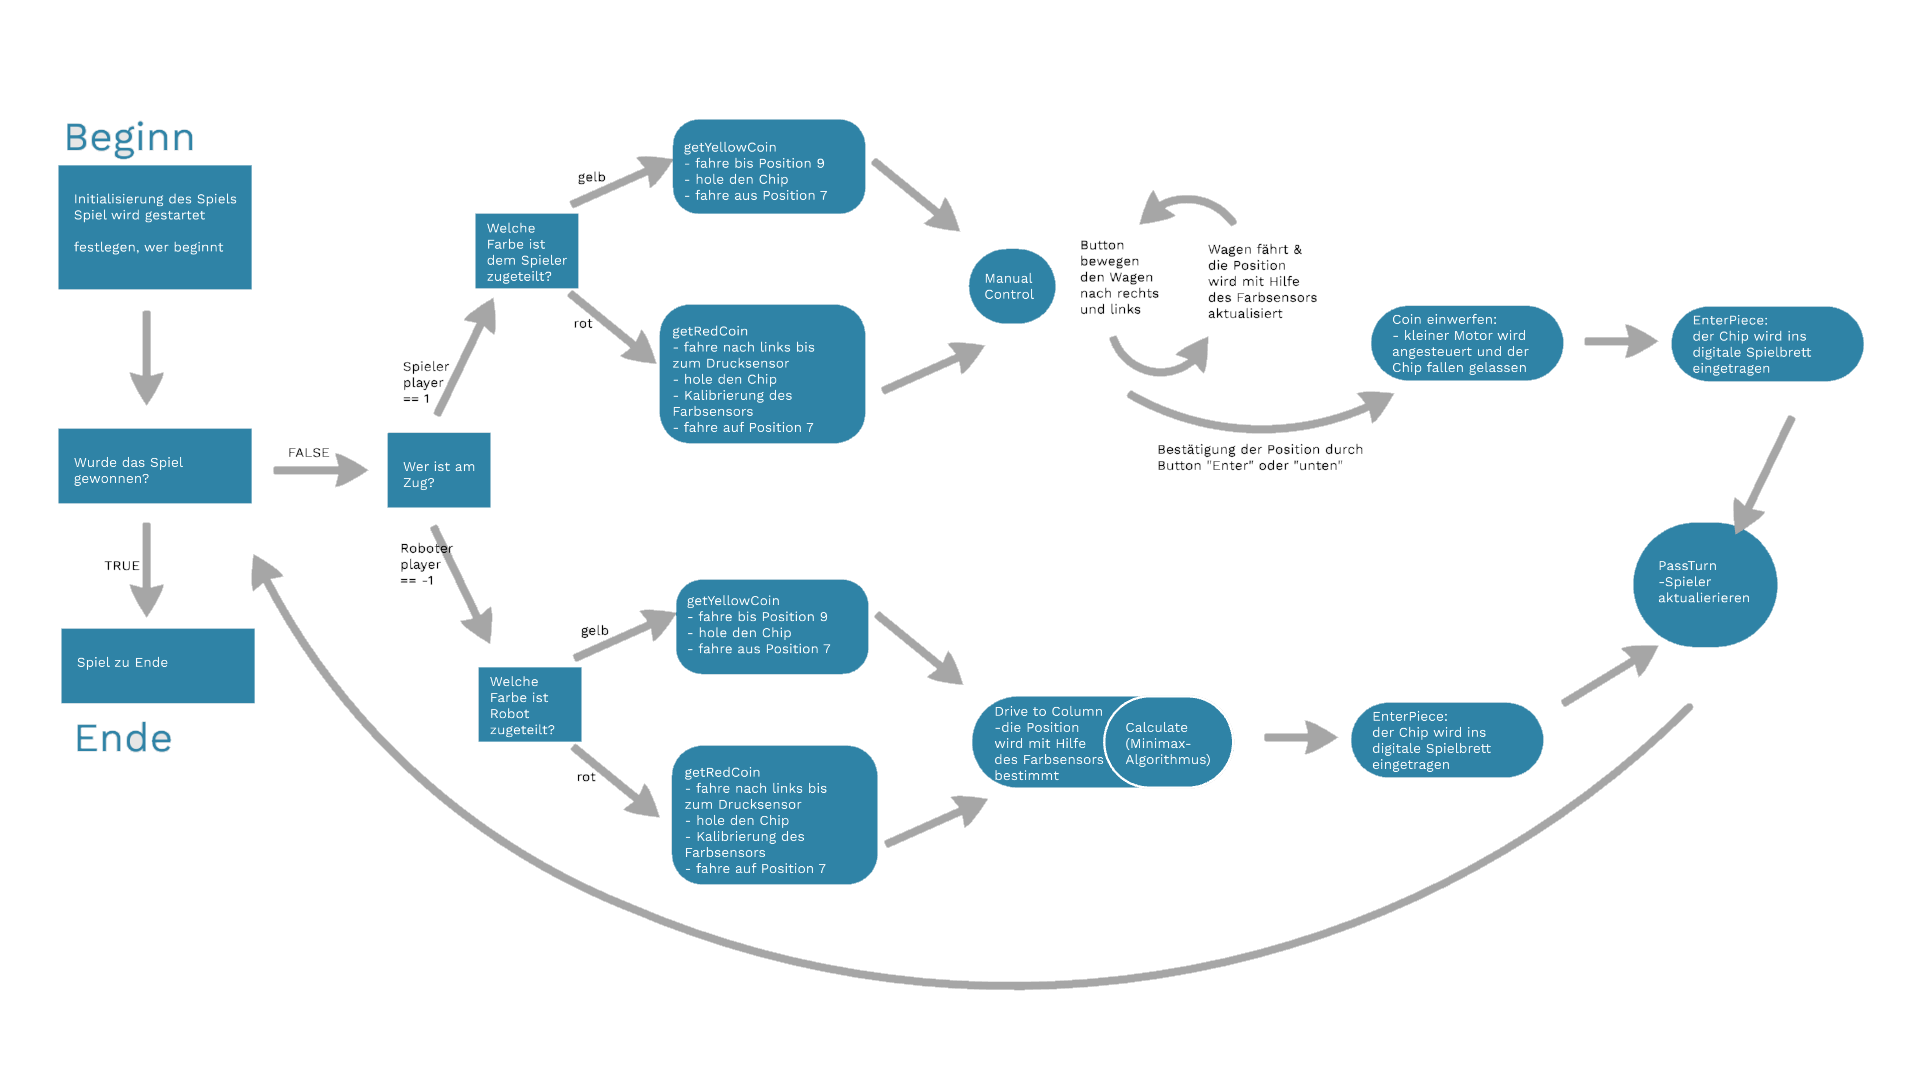 Beginn
Initialisierung des Spiels
Spiel wird gestartet
festlegen, wer beginnt
Wurde das Spiel
gewonnen?
TRUE
Spiel zu Ende
Ende
FALSE
Wer ist am
Zug?
Spieler
player
== 1
Welche
Farbe ist
dem Spieler
zugeteilt?
gelb
getYellowCoin
- fahre bis Position 9
- hole den Chip
- fahre aus Position 7
rot
getRedCoin
- fahre nach links bis
zum Drucksensor
- hole den Chip
- Kalibrierung des
Farbsensors
- fahre auf Position 7
Manual
Control
Button
bewegen
den Wagen
nach rechts
und links
Wagen fährt &
die Position
wird mit Hilfe
des Farbsensors
aktualisiert
Bestätigung der Position durch
Button "Enter" oder "unten"
Coin einwerfen:
- kleiner Motor wird
angesteuert und der
Chip fallen gelassen
EnterPiece:
der Chip wird ins
digitale Spielbrett
eingetragen
PassTurn
-Spieler
aktualierieren
Roboter
player
== -1
Welche
Farbe ist
Robot
zugeteilt?
gelb
getYellowCoin
- fahre bis Position 9
- hole den Chip
- fahre aus Position 7
rot
getRedCoin
- fahre nach links bis
zum Drucksensor
- hole den Chip
- Kalibrierung des
Farbsensors
- fahre auf Position 7
Drive to Column
-die Position
wird mit Hilfe
des Farbsensors
bestimmt
Calculate
(Minimax-
Algorithmus)
EnterPiece:
der Chip wird ins
digitale Spielbrett
eingetragen